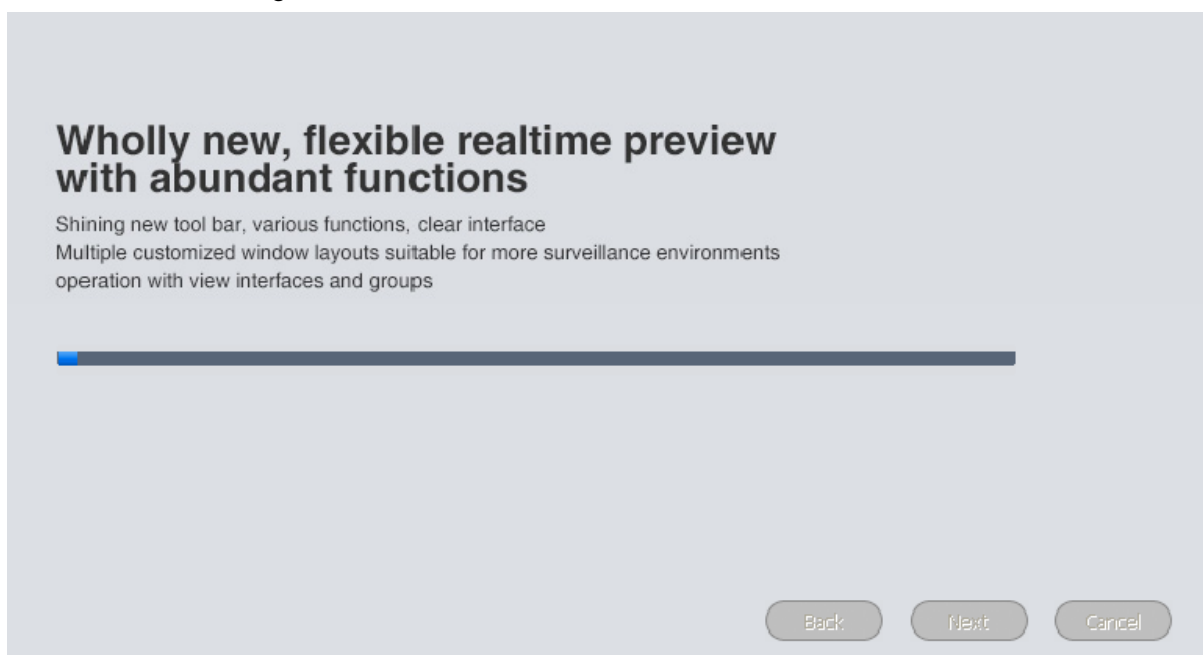 Wholly new, flexible realtime preview
with abundant functions
Shining new tool bar, various functions, clear interface
Multiple customized window layouts suitable for more surveillance environments
operation with view interfaces and groups
Back Next Cancel